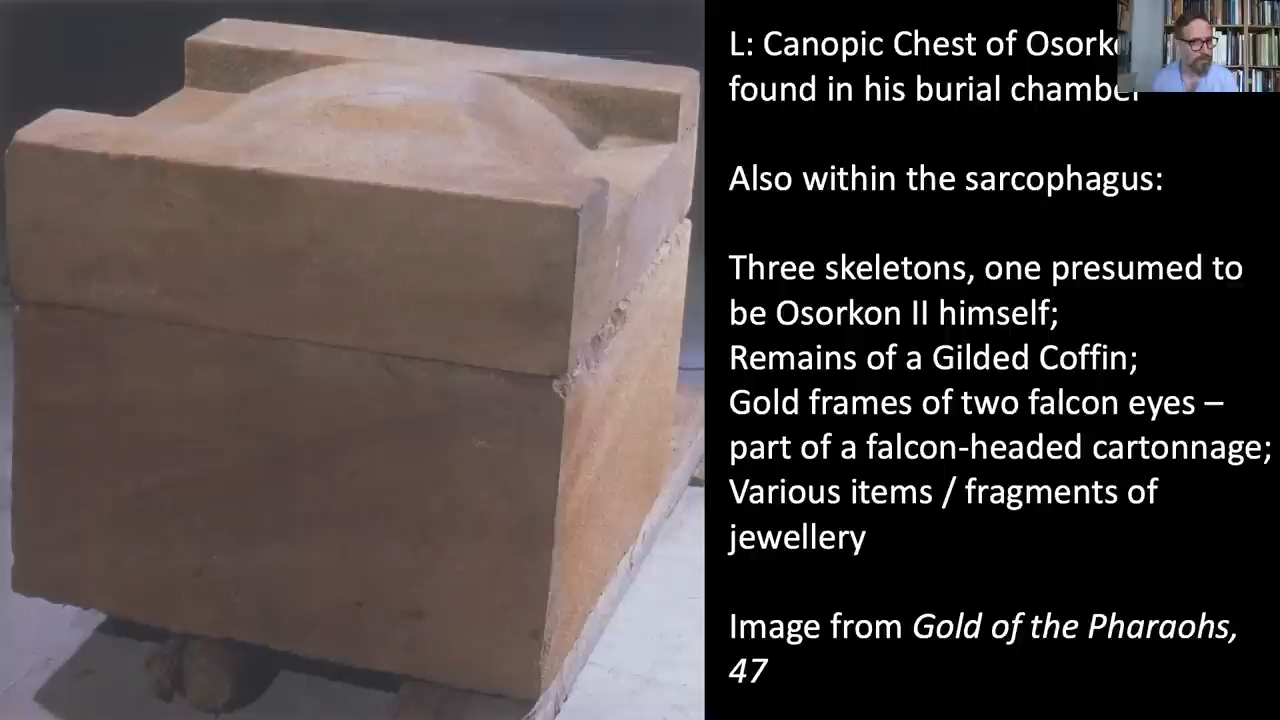 L: Canopic Chest of
found in his burial chamber
Also within the sarcophagus:
Three skeletons, one presumed to
be Osorkon II himself;
Remains of a Gilded Coffin;
Gold frames of two falcon eyes –
part of a falcon-headed cartonnage;
Various items / fragments of
jewellery
Image from Gold of the Pharaohs,
47